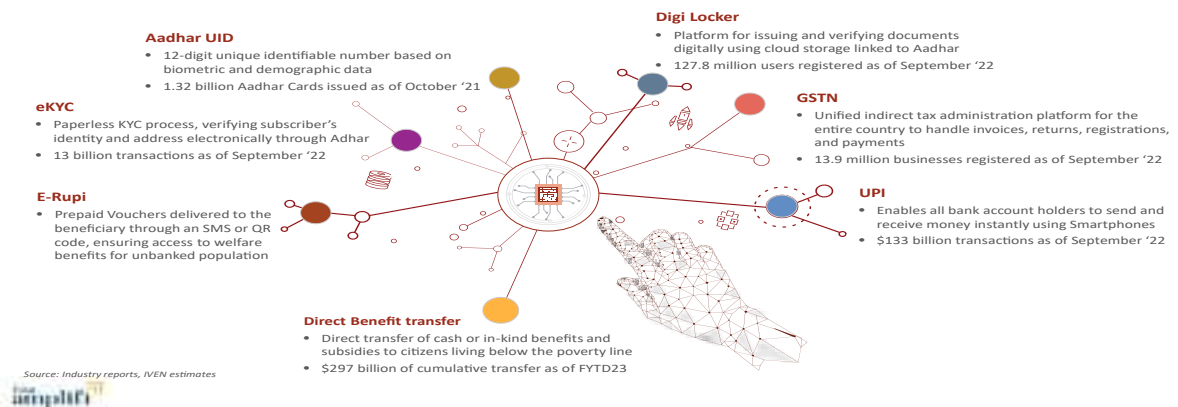 Aadhar UID
• 12-digit unique identifiable number based on
biometric and demographic data
• 1.32 billion Aadhar Cards issued as of October ‘21
eKYC
• Paperless KYC process, verifying subscriber’s
identity and address electronically through Adhar
• 13 billion transactions as of September ‘22
E-Rupi
• Prepaid Vouchers delivered to the
beneficiary through an SMS or QR
code, ensuring access to welfare
benefits for unbanked population
Direct Benefit transfer
• Direct transfer of cash or in-kind benefits and
subsidies to citizens living below the poverty line
• $297 billion of cumulative transfer as of FYTD23
Digi Locker
• Platform for issuing and verifying documents
digitally using cloud storage linked to Aadhar
• 127.8 million users registered as of September ‘22
GSTN
• Unified indirect tax administration platform for the
entire country to handle invoices, returns, registrations,
and payments
• 13.9 million businesses registered as of September ‘22
UPI
• Enables all bank account holders to send and
receive money instantly using Smartphones
• $133 billion transactions as of September ‘22
Source: Industry reports, IVEN estimates
amplifi